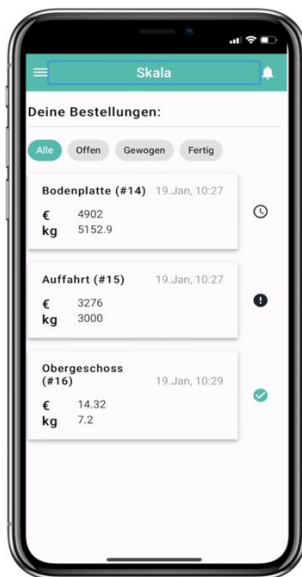 Skala
Deine Bestellungen:
Alle Offen Gewogen Fertig
Bodenplatte (#14) 19.Jan, 10:27
€ 4902
kg 5152.9
Auffahrt (#15) 19.Jan, 10:27
€ 3276
kg 3000
Obergeschoss
(#16) 19.Jan, 10:29
€ 14.32
kg 7.2